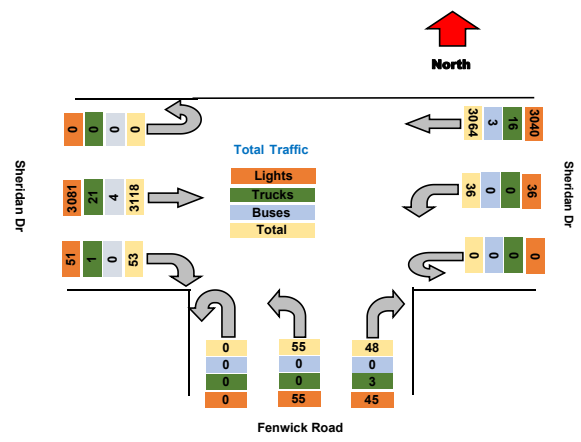 North
0 0 0 0
3064 3 16 3040
Total Traffic
Lights
Trucks
Buses
Total
Sheridan Dr
Sheridan Dr
3081 21 4 3118
36 0 0 36
51 1 0 53
0 0 0 0
0 55 48
0 0 0
0 0 3
0 55 45
Fenwick Road